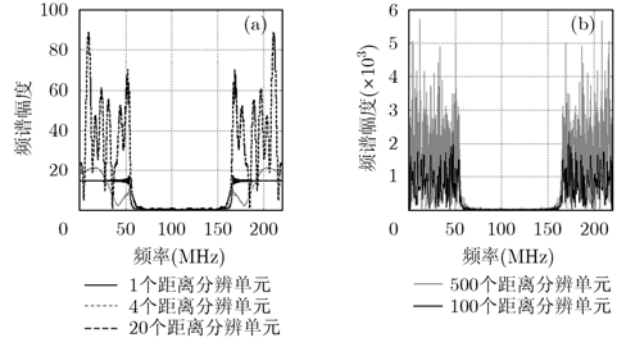 (a)
100
80
60
40
20
0
50
100
150
200
频谱幅度
频率(MHz)
1个距离分辨单元
4个距离分辨单元
20个距离分辨单元
(b)
6
5
4
3
2
1
0
50
100
150
200
频谱幅度(×10³)
频率(MHz)
500个距离分辨单元
100个距离分辨单元